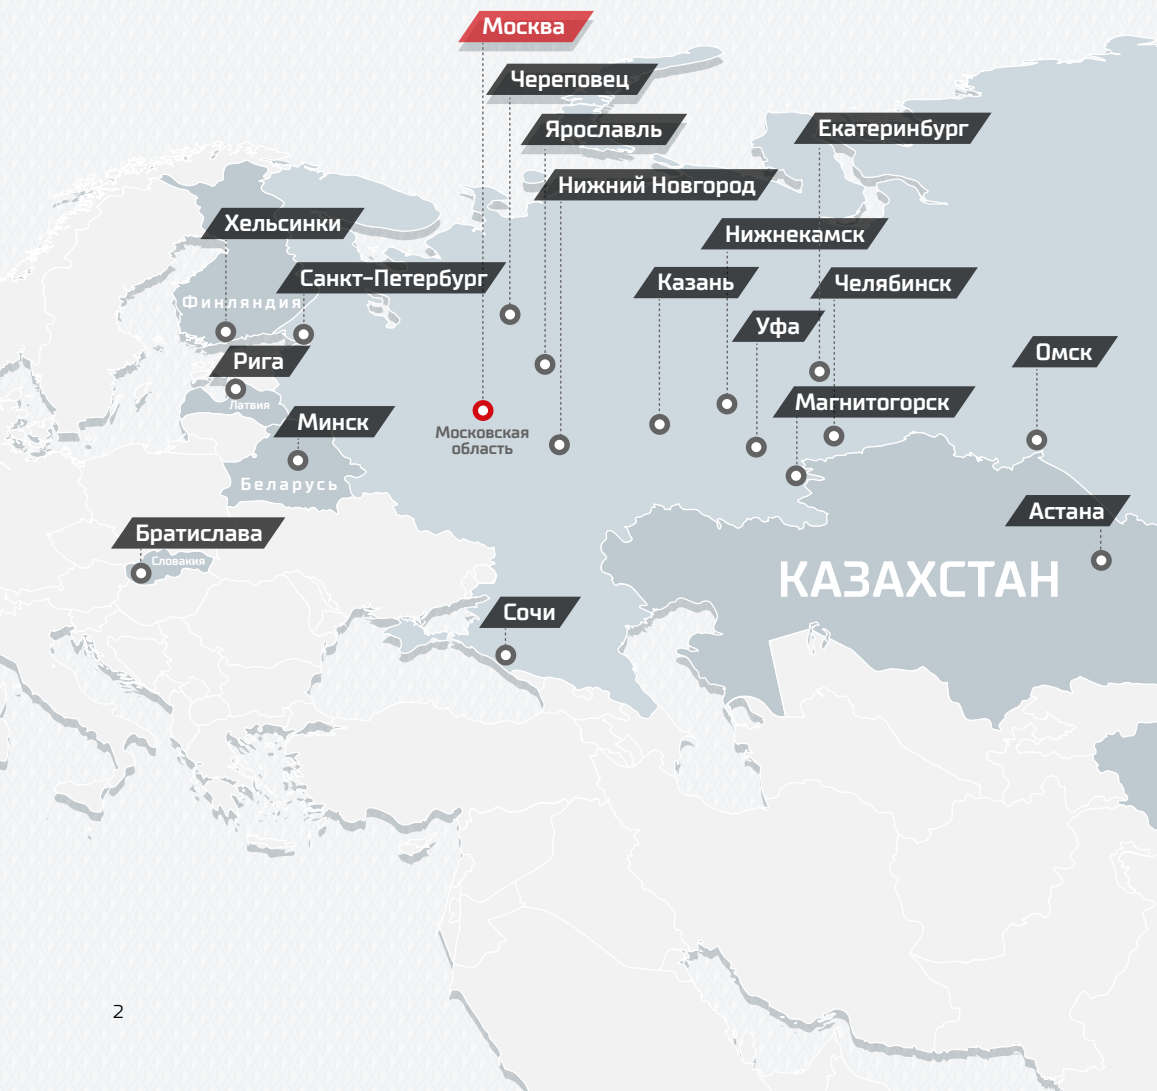 Москва
Череповец
Ярославль
Екатеринбург
Нижний Новгород
Хельсинки
Нижнекамск
Санкт-Петербург
Казань
Челябинск
Финляндия
Уфа
Омск
Рига
Латвия
Магнитогорск
Минск
Московская
область
Беларусь
Астана
Братислава
Словакия
КАЗАХСТАН
Сочи
2